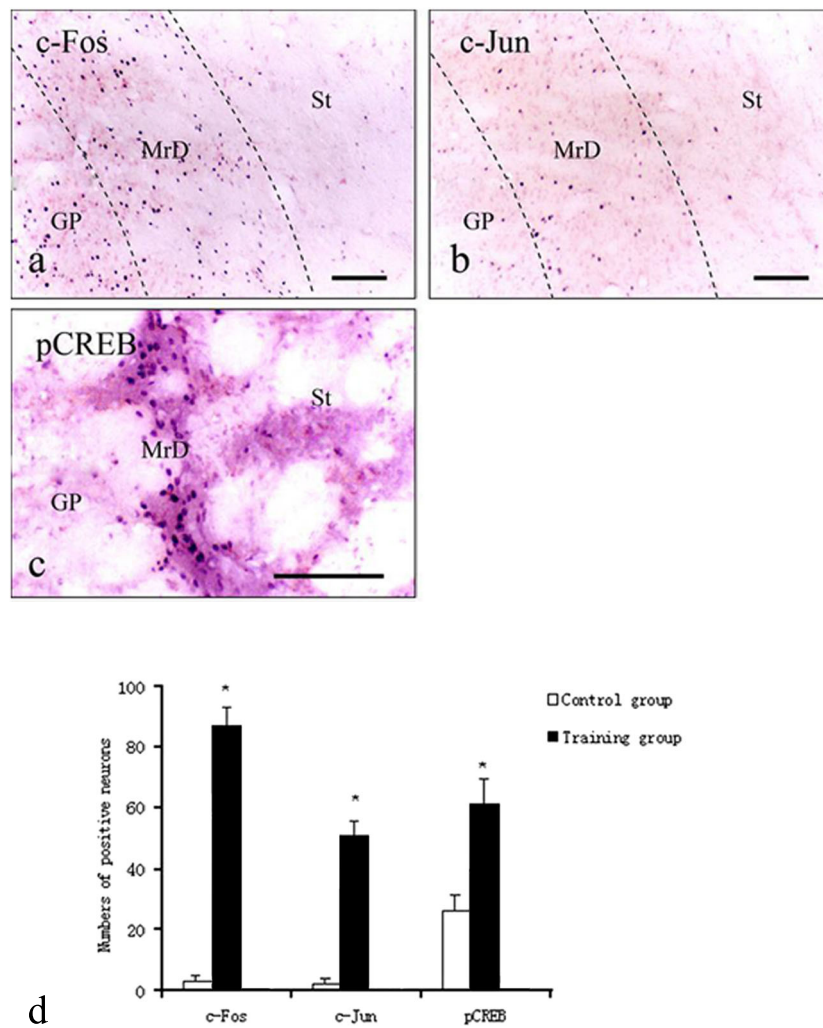 c-Fos
St
MrD
GP
a
c-Jun
St
MrD
GP
b
pCREB
St
MrD
GP
c
100
80
60
40
20
0
Numbers of positive neurons
*
*
*
Control group
Training group
c-Fos
c-Jun
pCREB
d